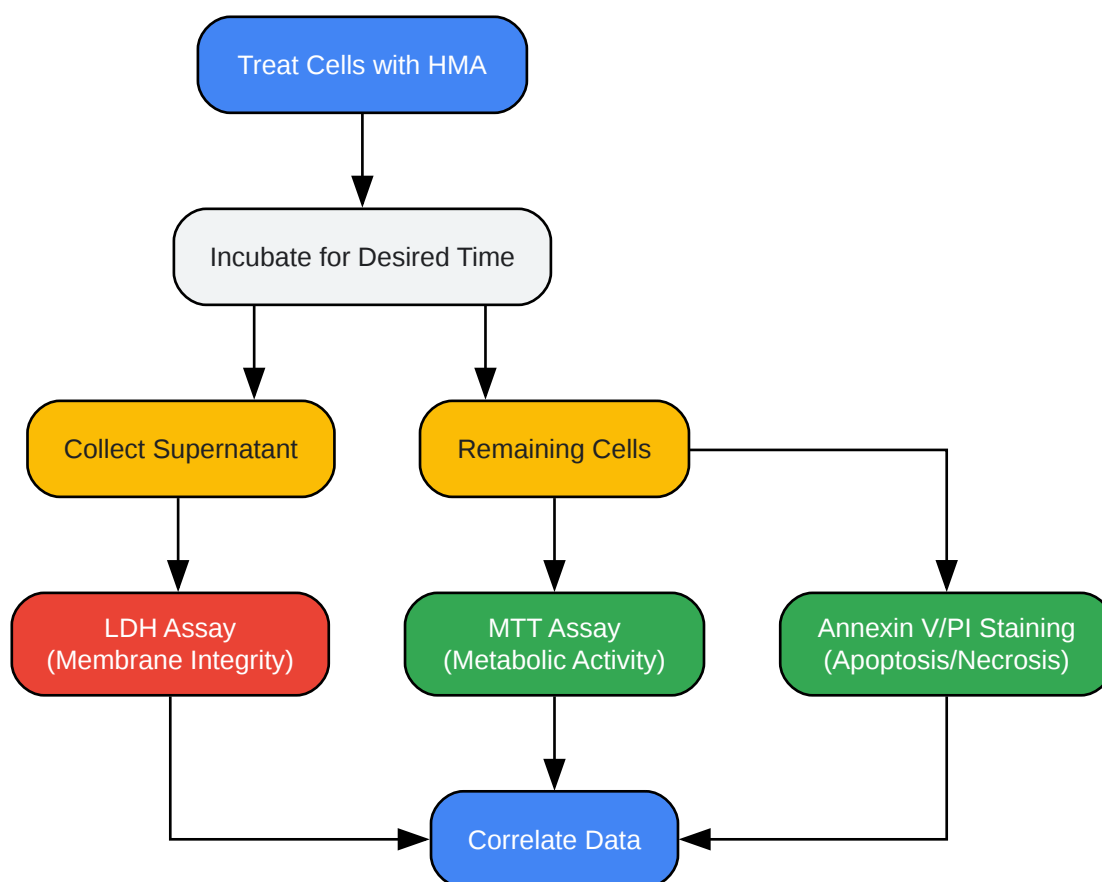 Treat Cells with HMA
Incubate for Desired Time
Collect Supernatant
Remaining Cells
LDH Assay
(Membrane Integrity)
MTT Assay
(Metabolic Activity)
Annexin V/PI Staining
(Apoptosis/Necrosis)
Correlate Data